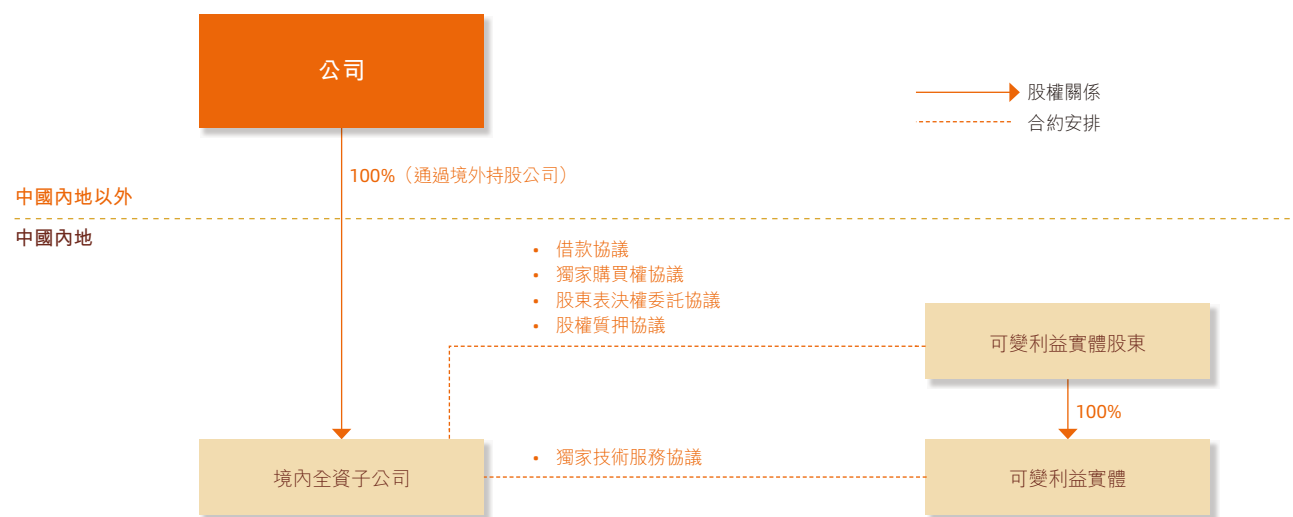 公司
股權關係
合約安排
100%（通過境外持股公司）
中國內地以外
中國內地
• 借款協議
• 獨家購買權協議
• 股東表決權委託協議
• 股權質押協議
可變利益實體股東
100%
境內全資子公司
• 獨家技術服務協議
可變利益實體